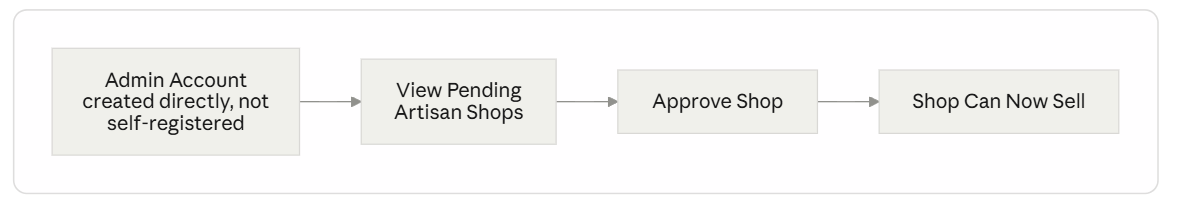 Admin Account
created directly, not
self-registered
View Pending
Artisan Shops
Approve Shop
Shop Can Now Sell